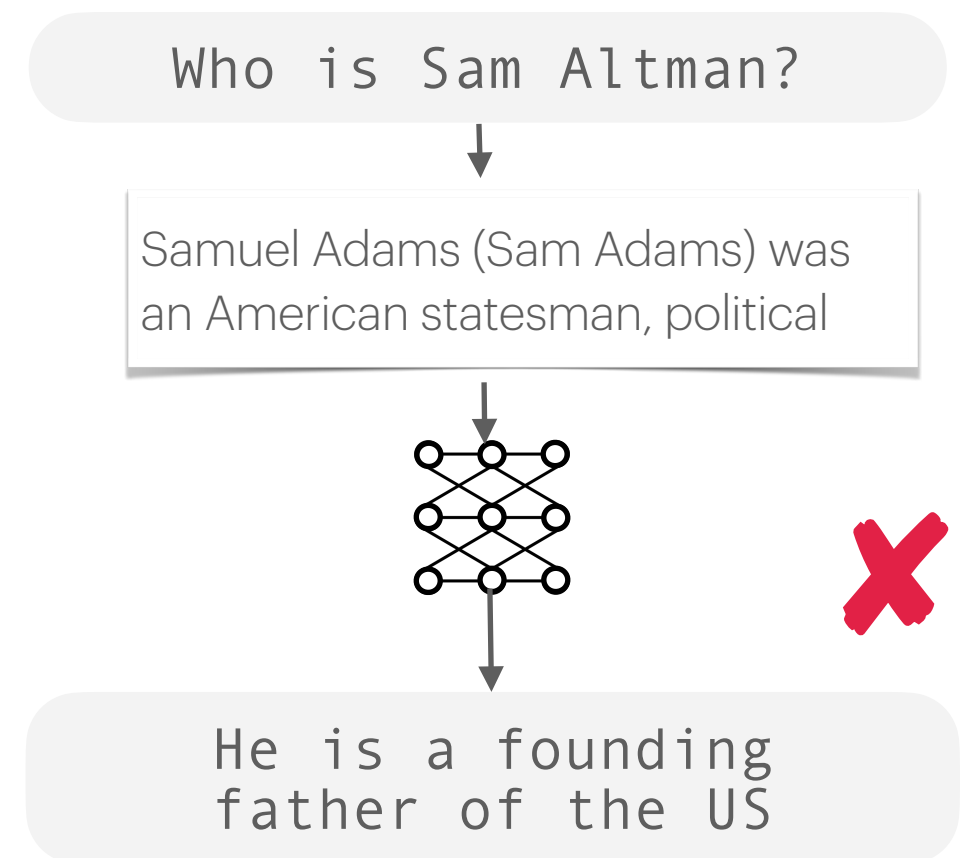 Who is Sam Altman?
Samuel Adams (Sam Adams) was
an American statesman, political
He is a founding
father of the US